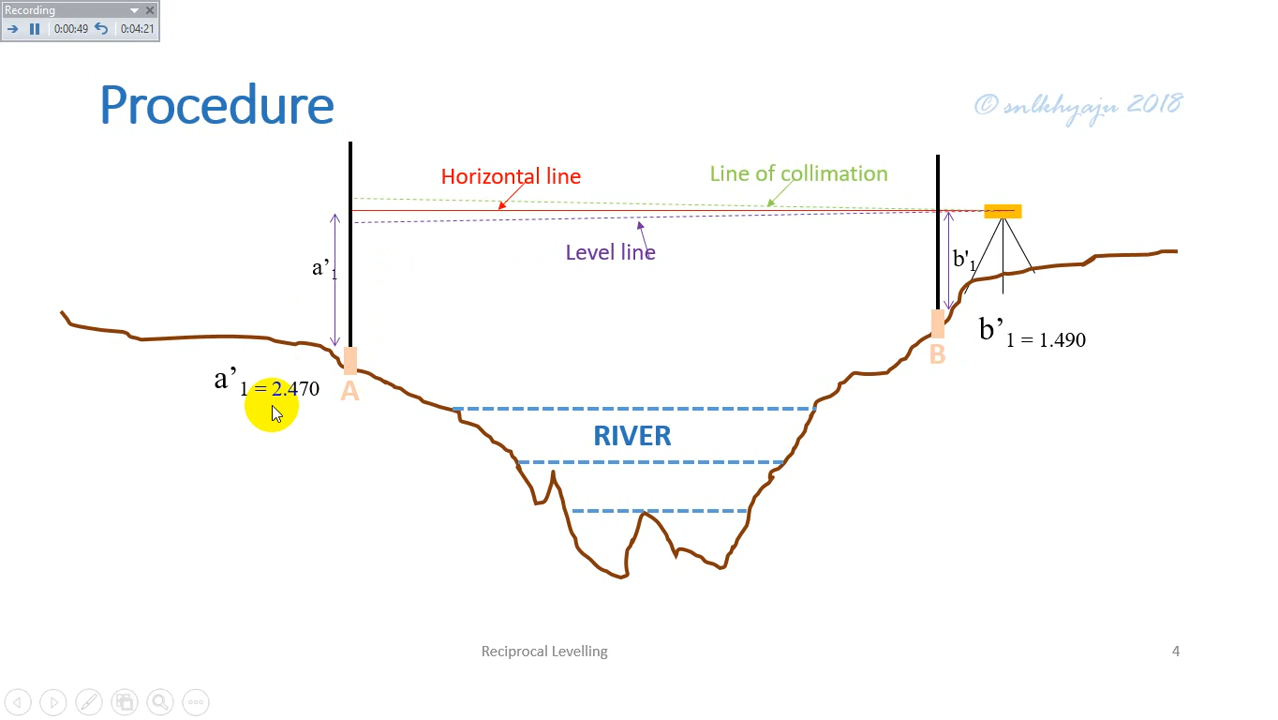 Recording
0:00:49
0:04:21
Procedure
© snlkhyaju 2018
Horizontal line
Line of collimation
Level line
a’1
b'1
b’1 = 1.490
a’1 = 2.470
A
B
RIVER
Reciprocal Levelling
4